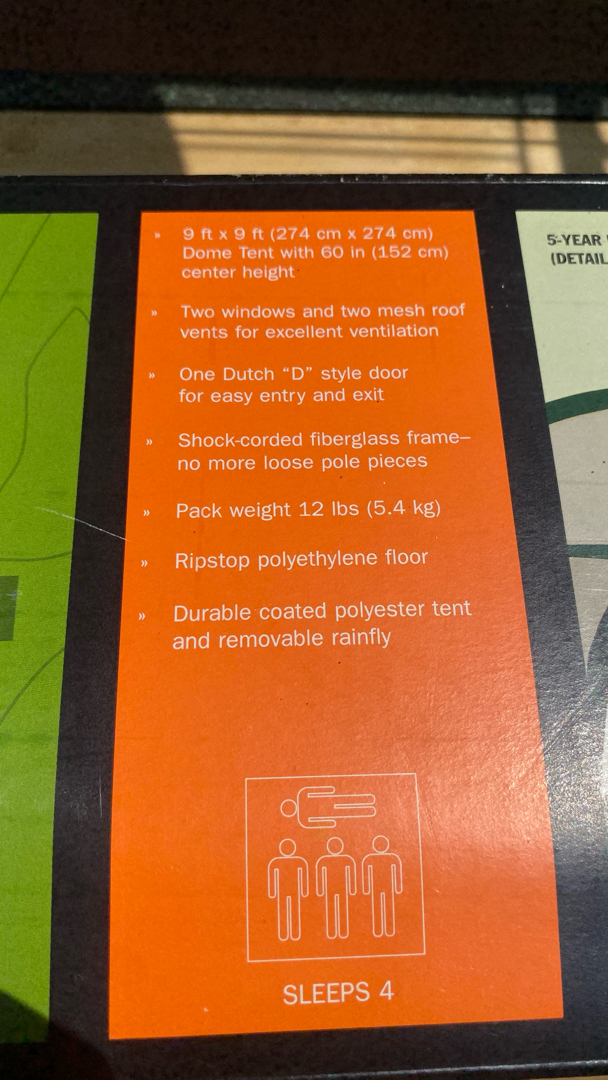 » 9 ft x 9 ft (274 cm x 274 cm)
Dome Tent with 60 in (152 cm)
center height
» Two windows and two mesh roof
vents for excellent ventilation
» One Dutch “D” style door
for easy entry and exit
» Shock-corded fiberglass frame–
no more loose pole pieces
» Pack weight 12 lbs (5.4 kg)
» Ripstop polyethylene floor
» Durable coated polyester tent
and removable rainfly
SLEEPS 4
5-YEAR